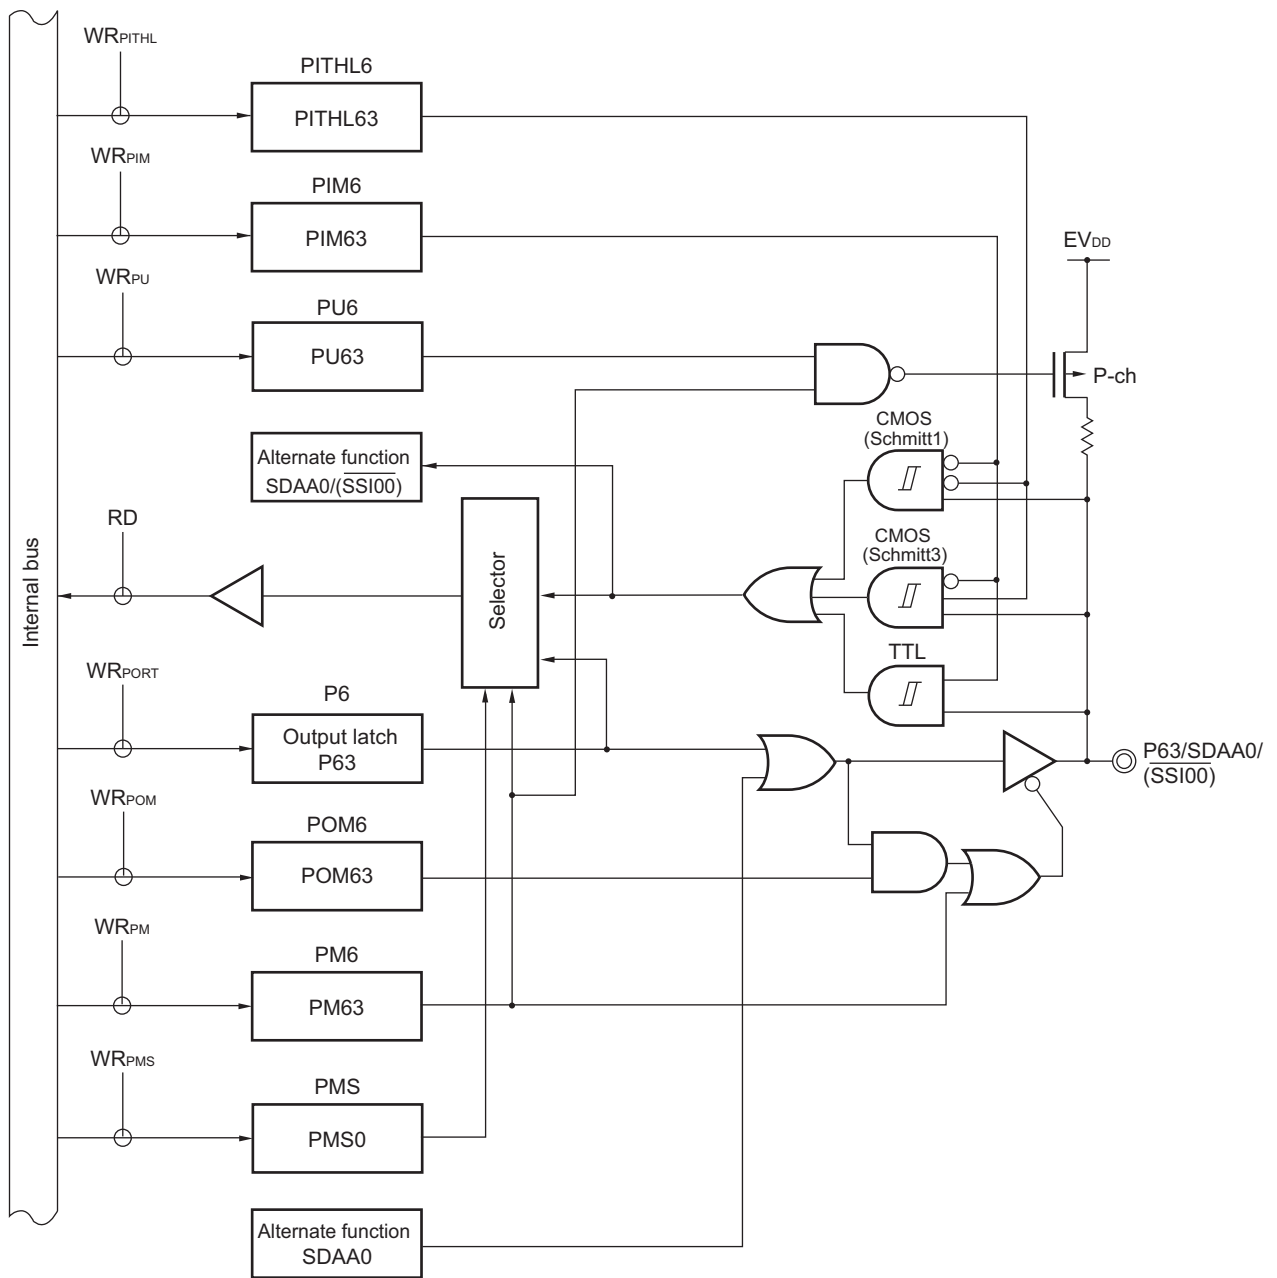 WRPITHL
PITHL6
PITHL63
WRPIM
PIM6
PIM63
EVDD
WRPU
PU6
PU63
P-ch
CMOS
(Schmitt1)
Alternate function
SDAA0/(SSI00)
RD
Internal bus
Selector
CMOS
(Schmitt3)
TTL
WRPORT
P6
Output latch
P63
P63/SDAA0/
(SSI00)
WRPOM
POM6
POM63
WRPM
PM6
PM63
WRPMS
PMS
PMS0
Alternate function
SDAA0